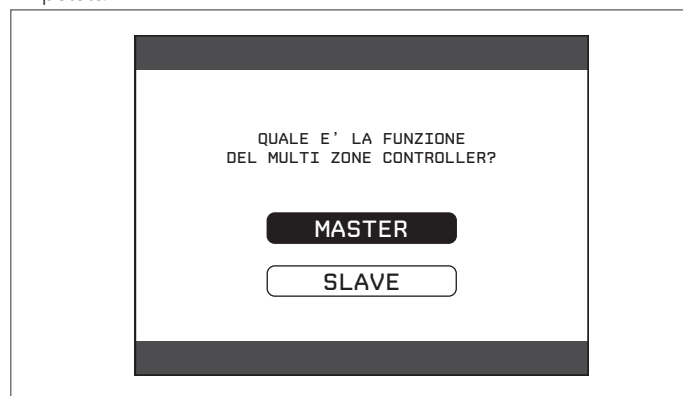 QUALE E' LA FUNZIONE
DEL MULTI ZONE CONTROLLER?
MASTER
SLAVE